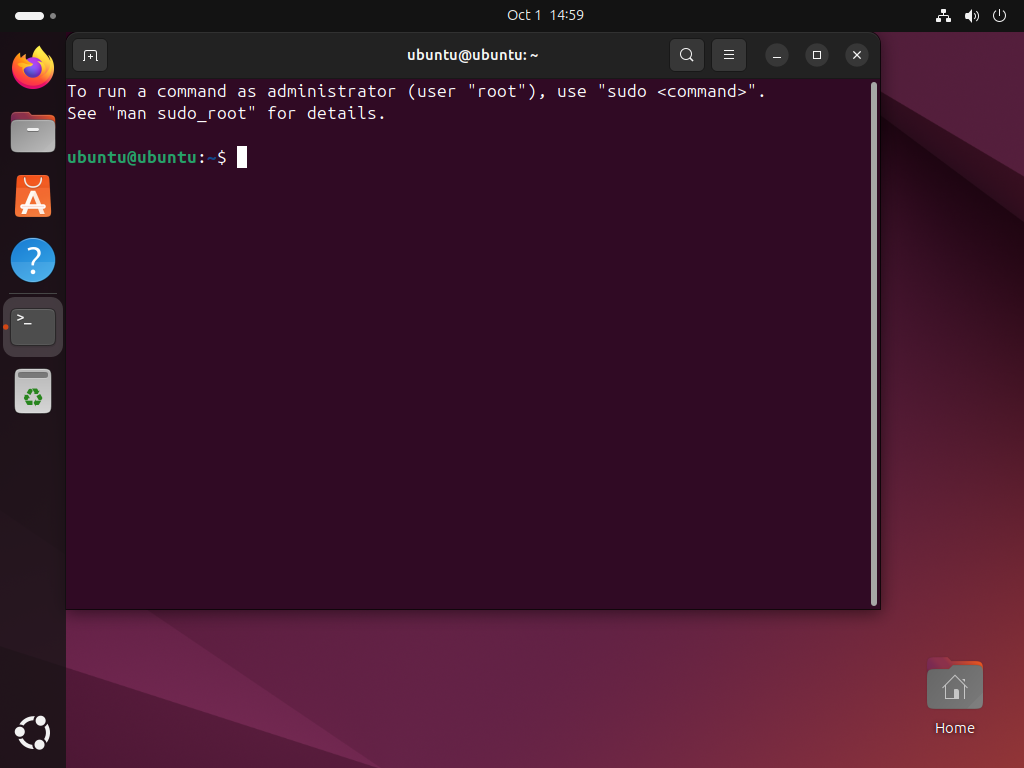 Oct 1 14:59
ubuntu@ubuntu: ~
To run a command as administrator (user "root"), use "sudo <command>".
See "man sudo_root" for details.
ubuntu@ubuntu:~$
Home